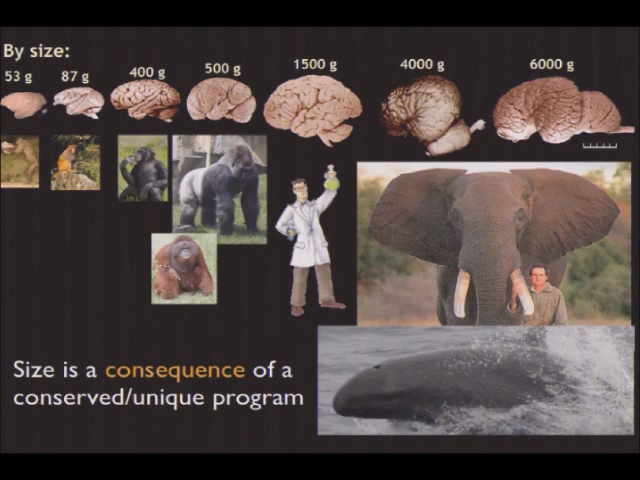 By size:
53 g 87 g 400 g 500 g 1500 g 4000 g 6000 g
Size is a consequence of a
conserved/unique program